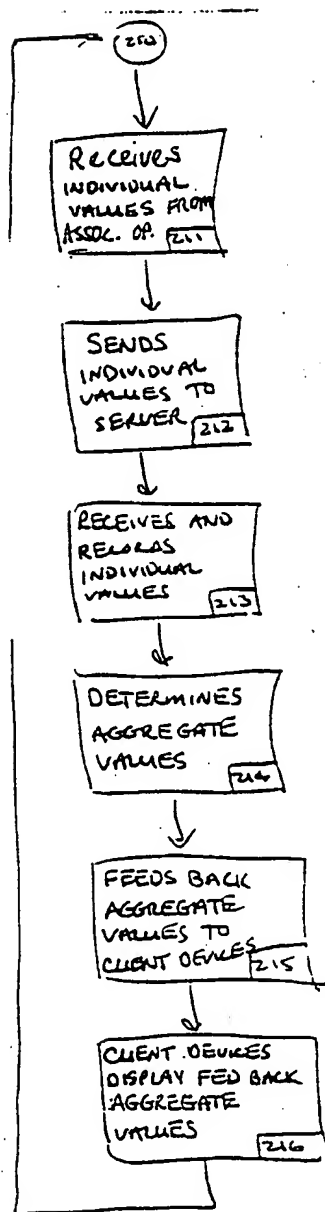 250
RECEIVES
INDIVIDUAL
VALUES FROM
ASSOC. OP. 211
SENDS
INDIVIDUAL
VALUES TO
SERVER 212
RECEIVES AND
RECORDS
INDIVIDUAL
VALUES 213
DETERMINES
AGGREGATE
VALUES 214
FEEDS BACK
AGGREGATE
VALUES TO
CLIENT DEVICES 215
CLIENT DEVICES
DISPLAY FED BACK
AGGREGATE
VALUES 216